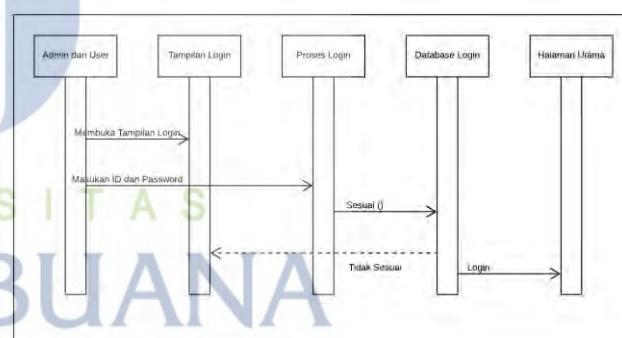 Admin dan User
Tampilan Login
Proses Login
Database Login
Halaman Utama
Membuka Tampilan Login
Masukan ID dan Password
S I T A S
Sesuai ()
Tidak Sesuai
Login
BUANA